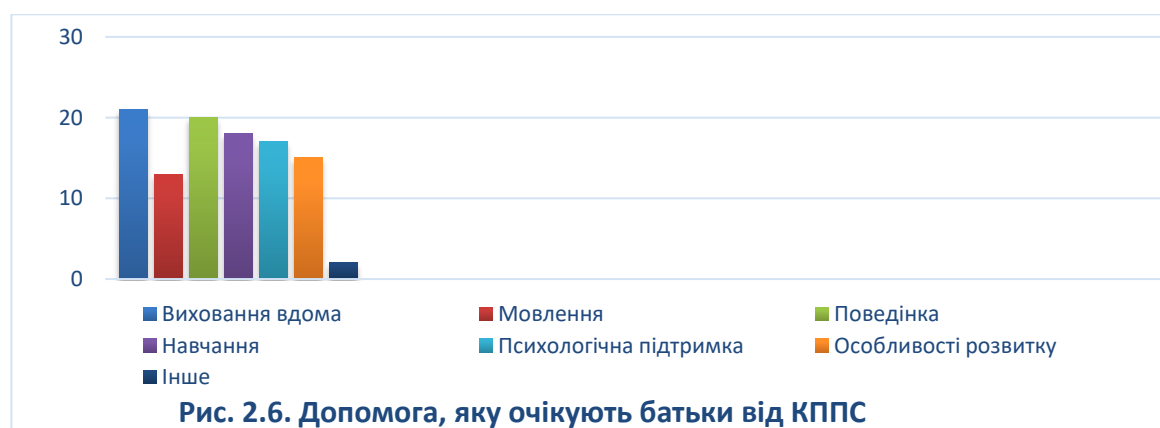 30
20
10
0
Виховання вдома Мовлення Поведінка
Навчання Психологічна підтримка Особливості розвитку
Інше
Рис. 2.6. Допомога, яку очікують батьки від КППС